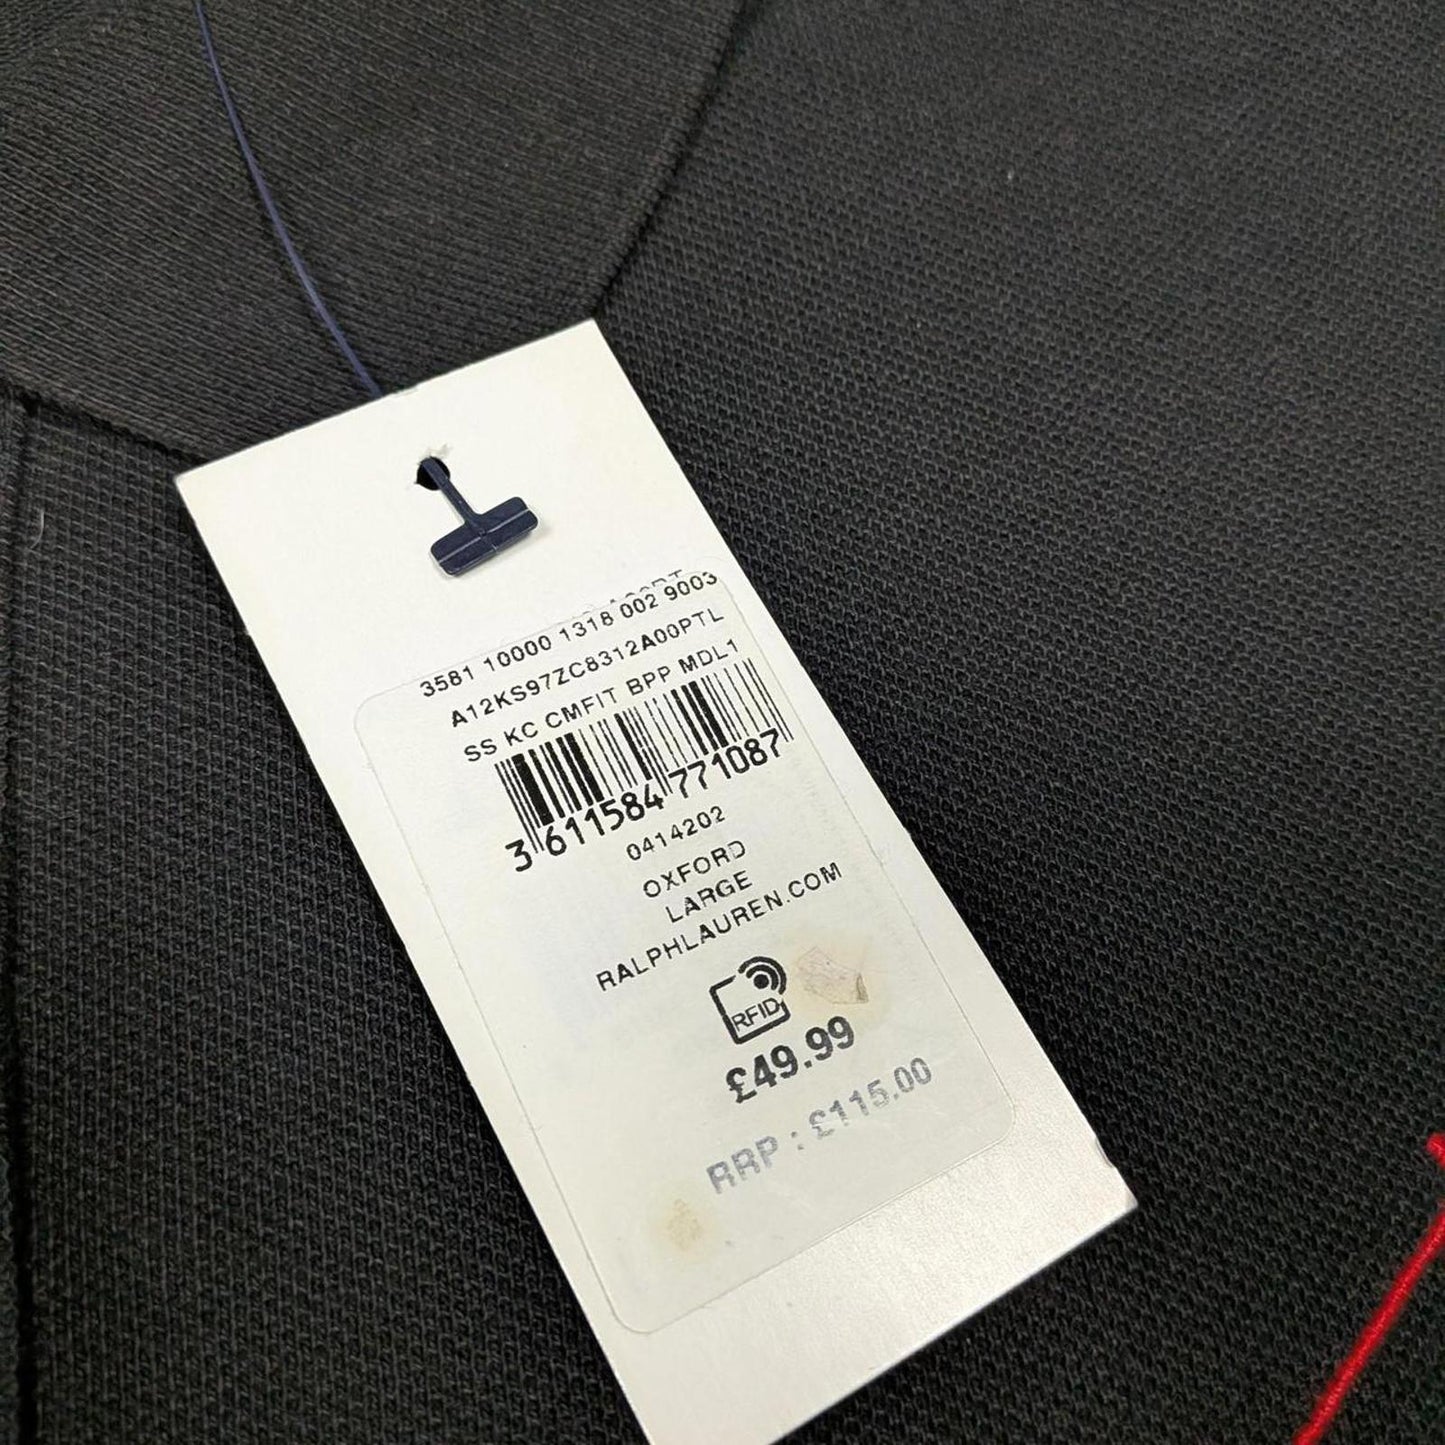 3581 10000 1318 002 9003
A12KS97ZC8312A00PTL
SS KC CMFIT BPP MDL1
3 611584 771087
0414202
OXFORD
LARGE
RALPHLAUREN.COM
RFID
£49.99
RRP : £115.00